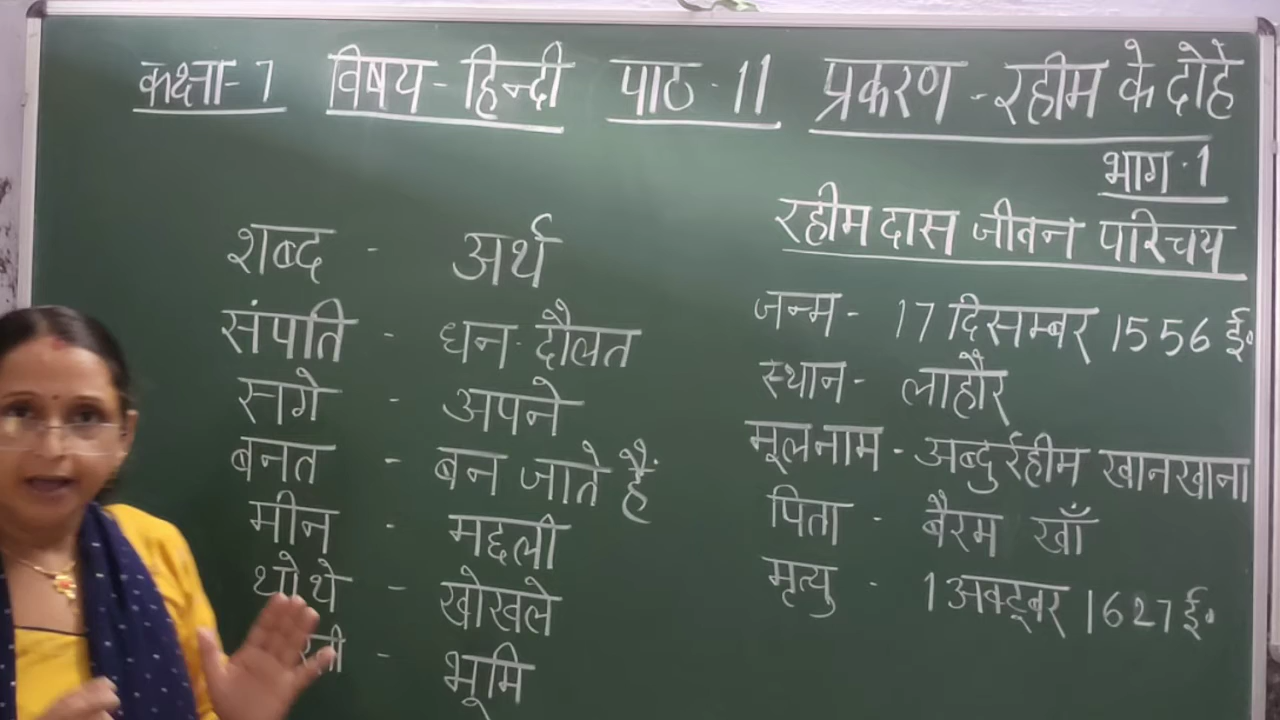 कक्षा-7 विषय-हिन्दी पाठ-11 प्रकरण-रहीम के दोहे
भाग-1
शब्द - अर्थ
संपति - धन-दौलत
सगे - अपने
बनत - बन जाते हैं
मीन - मछली
थोथे - खोखले
- भूमि
रहीम दास जीवन परिचय
जन्म - 17 दिसम्बर 1556 ई.
स्थान - लाहौर
मूलनाम - अब्दुर्रहीम खानखाना
पिता - बैरम खाँ
मृत्यु - 1 अक्टूबर 1627 ई.